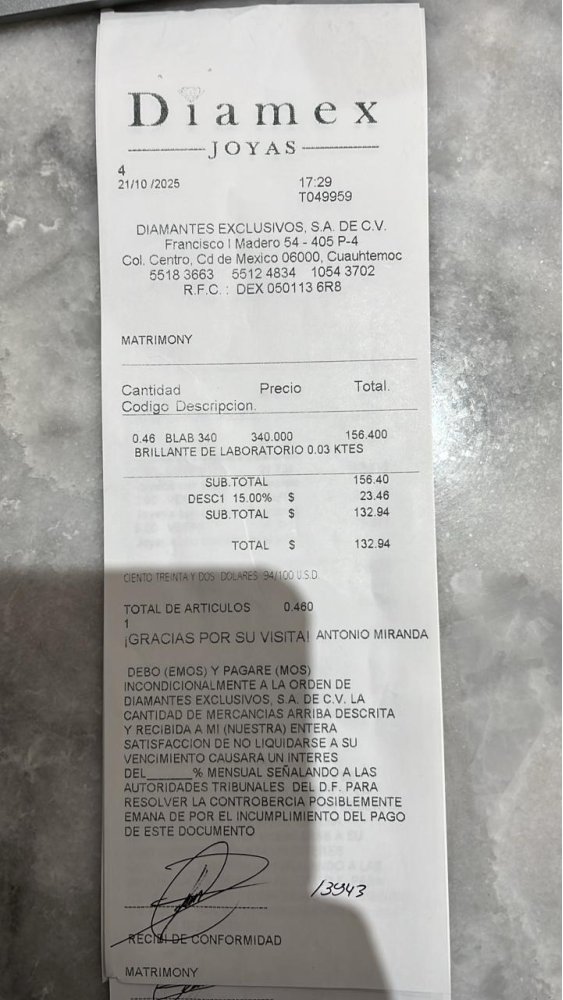 Diamex
JOYAS
4
21/10 /2025 17:29
T049959
DIAMANTES EXCLUSIVOS, S.A. DE C.V.
Francisco I Madero 54 - 405 P-4
Col. Centro, Cd de Mexico 06000, Cuauhtemoc
5518 3663 5512 4834 1054 3702
R.F.C. : DEX 050113 6R8
MATRIMONY
Cantidad Precio Total.
Codigo Descripcion.
0.46 BLAB 340 340.000 156.400
BRILLANTE DE LABORATORIO 0.03 KTES
SUB.TOTAL 156.40
DESC1 15.00% $ 23.46
SUB.TOTAL $ 132.94
TOTAL $ 132.94
CIENTO TREINTA Y DOS DOLARES 94/100 U.S.D.
TOTAL DE ARTICULOS 0.460
1
¡GRACIAS POR SU VISITA! ANTONIO MIRANDA
DEBO (EMOS) Y PAGARE (MOS)
INCONDICIONALMENTE A LA ORDEN DE
DIAMANTES EXCLUSIVOS, S.A. DE C.V. LA
CANTIDAD DE MERCANCIAS ARRIBA DESCRITA
Y RECIBIDA A MI (NUESTRA) ENTERA
SATISFACCION DE NO LIQUIDARSE A SU
VENCIMIENTO CAUSARA UN INTERES
DEL______% MENSUAL SEÑALANDO A LAS
AUTORIDADES TRIBUNALES DEL D.F. PARA
RESOLVER LA CONTROBERCIA POSIBLEMENTE
EMANA DE POR EL INCUMPLIMIENTO DEL PAGO
DE ESTE DOCUMENTO
13943
RECIBI DE CONFORMIDAD
MATRIMONY